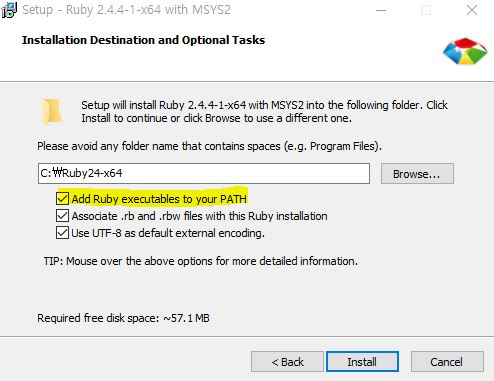 Setup - Ruby 2.4.4-1-x64 with MSYS2
Installation Destination and Optional Tasks
Setup will install Ruby 2.4.4-1-x64 with MSYS2 into the following folder. Click
Install to continue or click Browse to use a different one.
Please avoid any folder name that contains spaces (e.g. Program Files).
C:₩Ruby24-x64
Browse...
Add Ruby executables to your PATH
Associate .rb and .rbw files with this Ruby installation
Use UTF-8 as default external encoding.
TIP: Mouse over the above options for more detailed information.
Required free disk space: ~57.1 MB
< Back
Install
Cancel